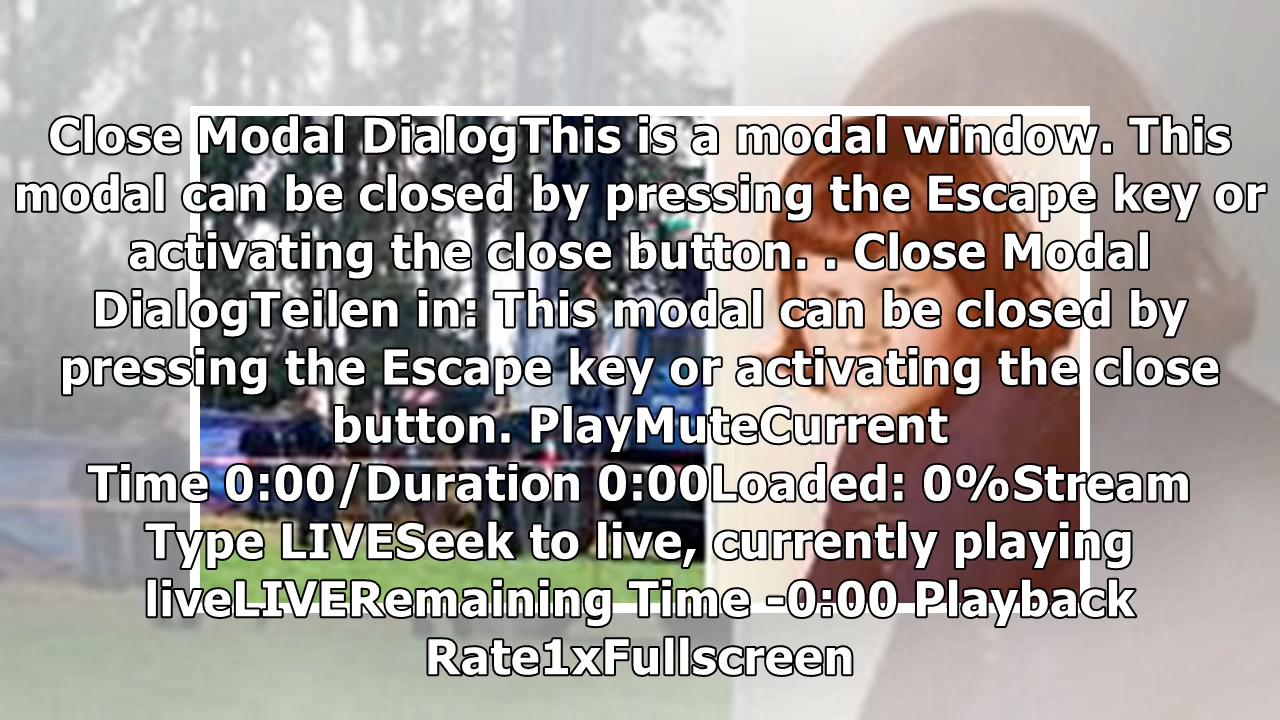 Close Modal DialogThis is a modal window. This
modal can be closed by pressing the Escape key or
activating the close button. . Close Modal
DialogTeilen in: This modal can be closed by
pressing the Escape key or activating the close
button. PlayMuteCurrent
Time 0:00/Duration 0:00Loaded: 0%Stream
Type LIVESeek to live, currently playing
liveLIVERemaining Time -0:00 Playback
Rate1xFullscreen